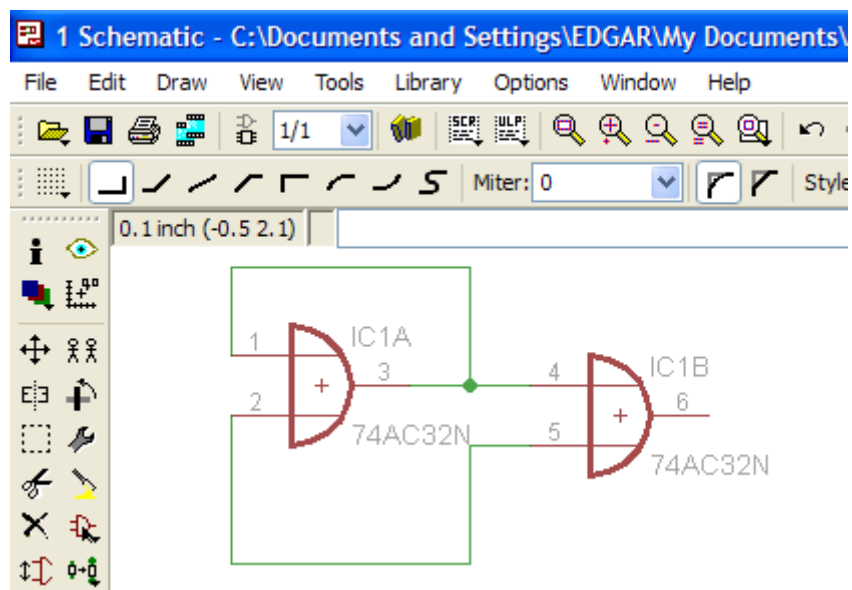 1 Schematic - C:\Documents and Settings\EDGAR\My Documents\
File Edit Draw View Tools Library Options Window Help
1/1 SCR ULP
Miter: 0 Style
0.1 inch (-0.5 2.1)
1 IC1A
3 4 IC1B
2 6
74AC32N 5
74AC32N